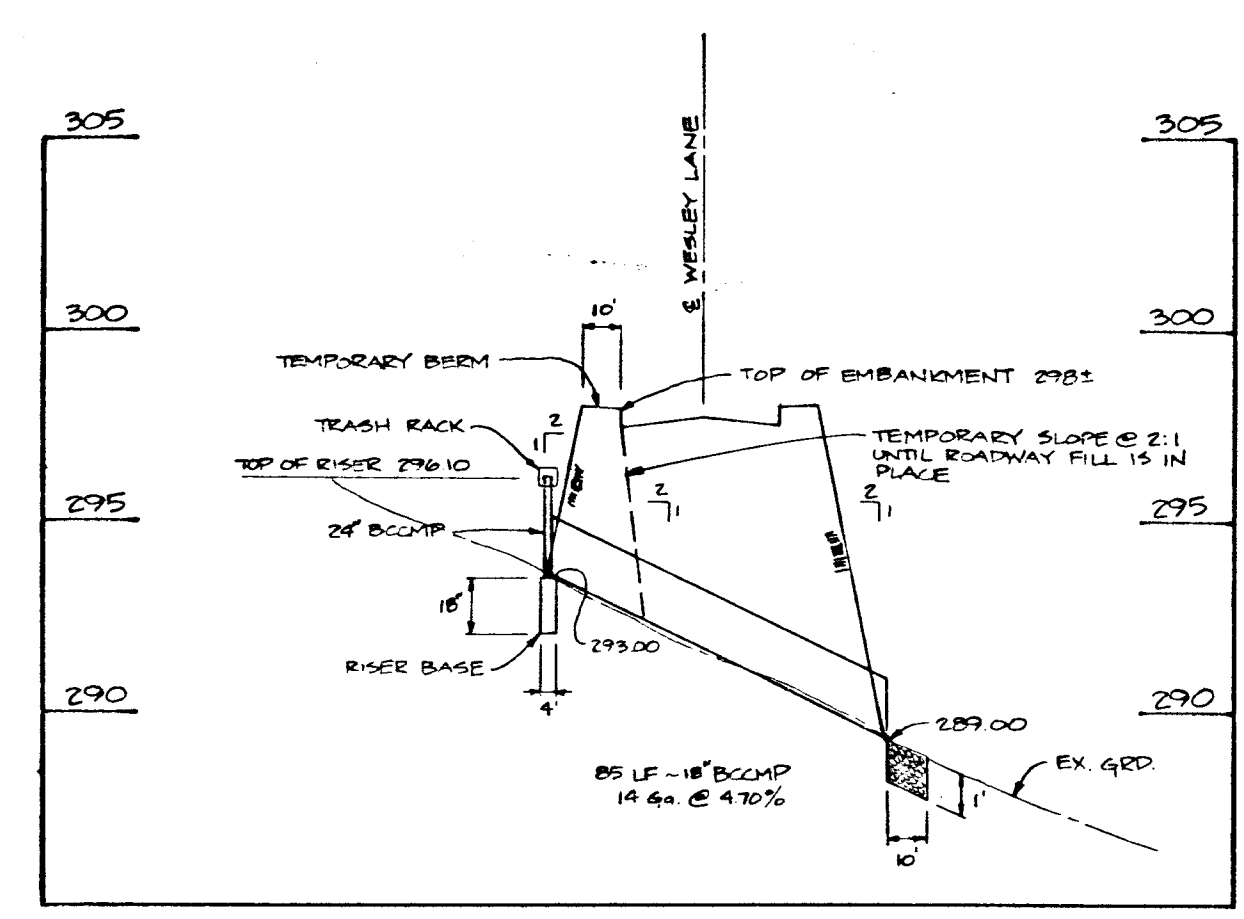 305
305
℄ WESLEY LANE
300
300
10'
TEMPORARY BERM
TOP OF EMBANKMENT 298±
TRASH RACK
1
2
TEMPORARY SLOPE @ 2:1
UNTIL ROADWAY FILL IS IN
PLACE
TOP OF RISER 296.10
295
295
2
1
2
1
24" BCCMP
18"
293.00
RISER BASE
290
290
4'
289.00
85 LF ~ 18" BCCMP
14 Ga. @ 4.70%
EX. GRD.
1'
10'